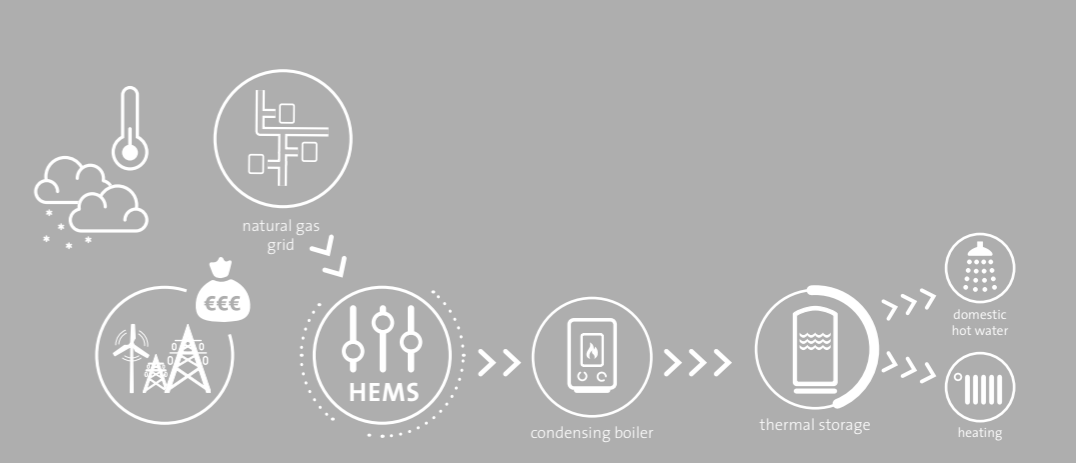 natural gas
grid
€€€
HEMS
condensing boiler
thermal storage
domestic
hot water
heating